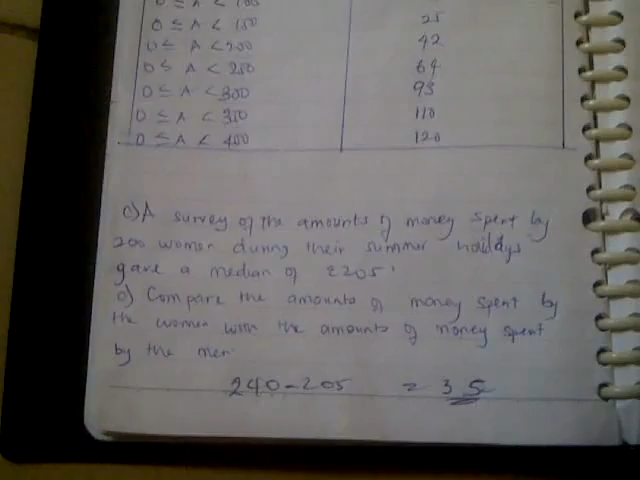 0 ≤ A < 100
0 ≤ A < 150 25
0 ≤ A < 200 42
0 ≤ A < 250 64
0 ≤ A < 300 93
0 ≤ A < 350 110
0 ≤ A < 400 120
c) A survey of the amounts of money spent by
200 women during their summer holidays
gave a median of £205.
o) Compare the amounts of money spent by
the women with the amounts of money spent
by the men.
240 - 205 = 35